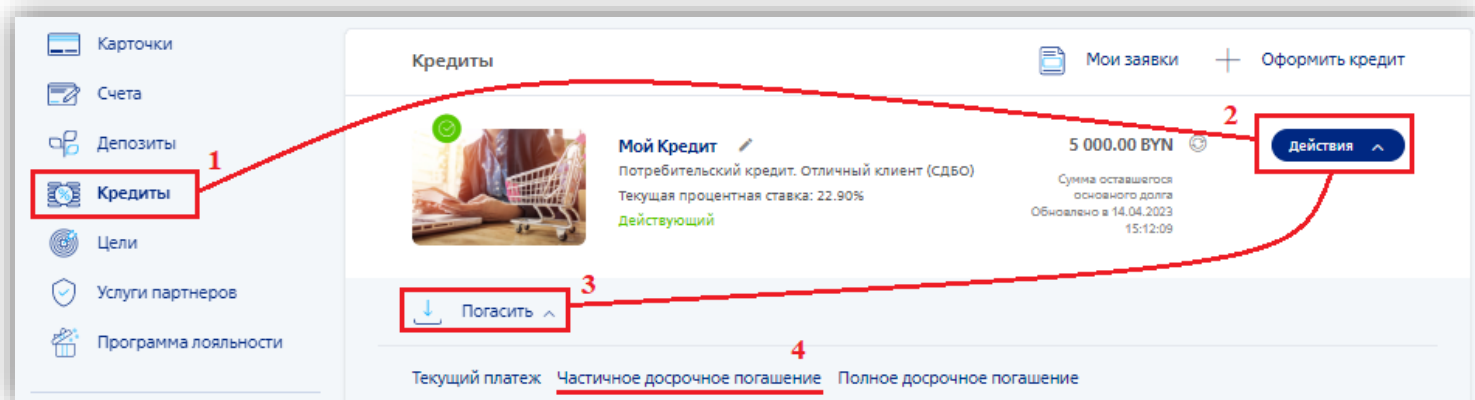 Карточки
Счета
Депозиты
1
Кредиты
Цели
Услуги партнеров
Программа лояльности
Кредиты
Мои заявки
Оформить кредит
Мой Кредит
Потребительский кредит. Отличный клиент (СДБО)
Текущая процентная ставка: 22.90%
Действующий
5 000.00 BYN
Сумма оставшегося
основного долга
Обновлено в 14.04.2023
15:12:09
2
Действия
3
Погасить
4
Текущий платеж Частичное досрочное погашение Полное досрочное погашение